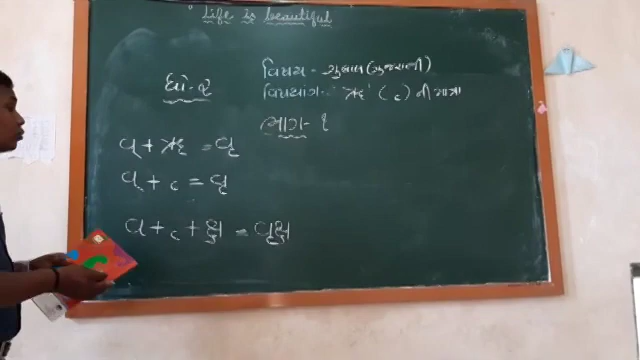 Life is beautiful
ધો-૨
વિષય - ગુલાલ (ગુજરાતી)
વિષયાંગ - ઋ ( ૃ ) ની માત્રા
ભાગ - ૧
વ + ઋ = વૃ
વ + ૃ = વૃ
વ + ૃ + ક્ષ = વૃક્ષ